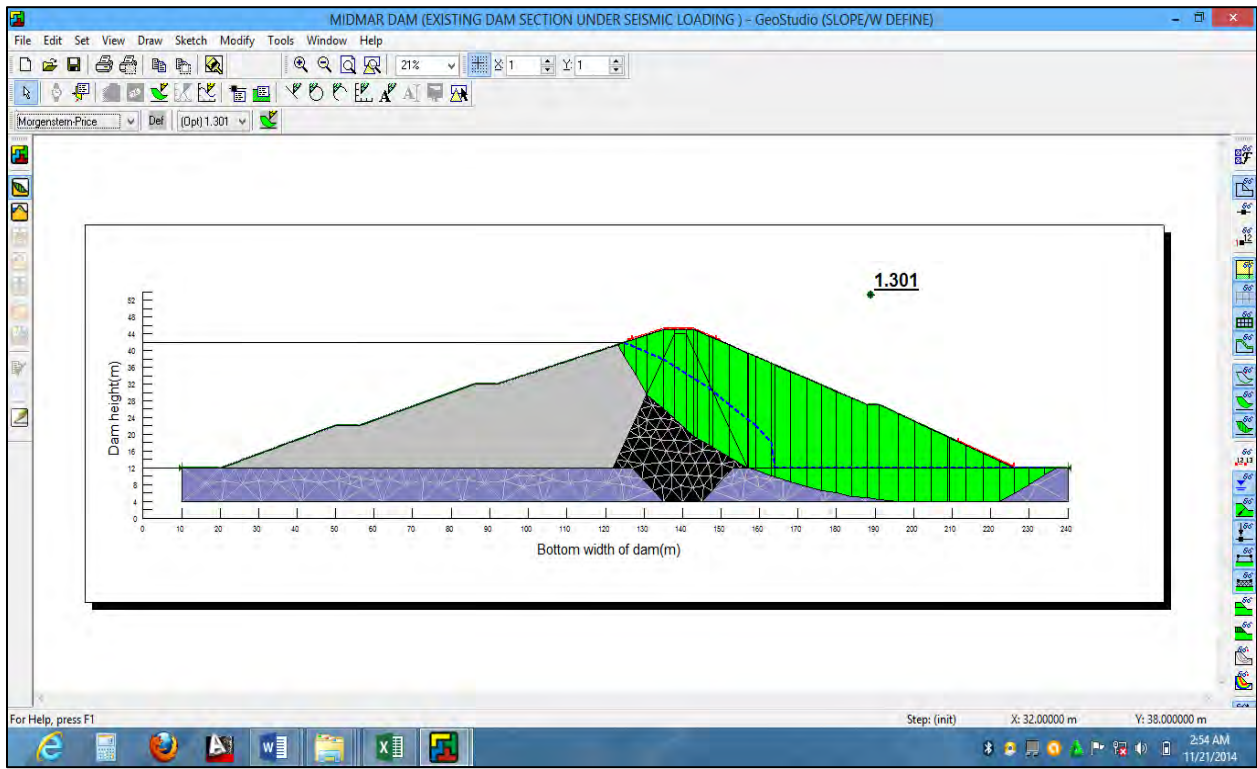 MIDMAR DAM (EXISTING DAM SECTION UNDER SEISMIC LOADING ) - GeoStudio (SLOPE/W DEFINE)
File Edit Set View Draw Sketch Modify Tools Window Help
21% X 1 Y 1
Morgenstern-Price Def (Opt) 1.301
1.301
Dam height(m)
52
48
44
40
36
32
28
24
20
16
12
8
4
0
0 10 20 30 40 50 60 70 80 90 100 110 120 130 140 150 160 170 180 190 200 210 220 230 240
Bottom width of dam(m)
For Help, press F1 Step: (init) X: 32.00000 m Y: 38.000000 m
2:54 AM
11/21/2014